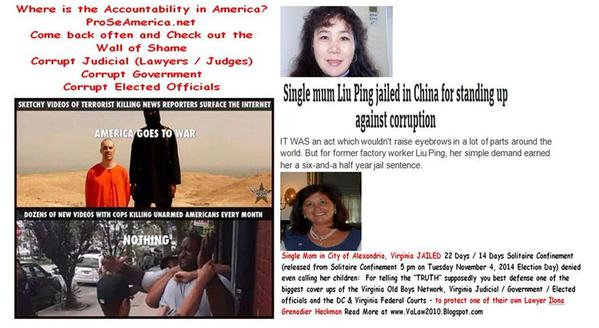 Where is the Accountability in America?
ProSeAmerica.net
Come back often and Check out the
Wall of Shame
Corrupt Judicial (Lawyers / Judges)
Corrupt Government
Corrupt Elected Officials
SKETCHY VIDEOS OF TERRORIST KILLING NEWS REPORTERS SURFACE THE INTERNET
AMERICA GOES TO WAR
DOZENS OF NEW VIDEOS WITH COPS KILLING UNARMED AMERICANS EVERY MONTH
NOTHING
Single mum Liu Ping jailed in China for standing up
against corruption
IT WAS an act which wouldn't raise eyebrows in a lot of parts around the
world. But for former factory worker Liu Ping, her simple demand earned
her a six-and-a half year jail sentence.
Single Mom in City of Alexandria, Virginia JAILED 22 Days / 14 Days Solitaire Confinement
(released from Solitaire Confinement 5 pm on Tuesday November 4, 2014 Election Day) denied
even calling her children: For telling the "TRUTH" supposedly you best defense one of the
biggest cover ups of the Virginia Old Boys Network, Virginia Judicial / Government / Elected
officials and the DC & Virginia Federal Courts - to protect one of their own Lawyer Ilona
Grenadier Heckman Read More at www.VaLaw2010.Blogspot.com